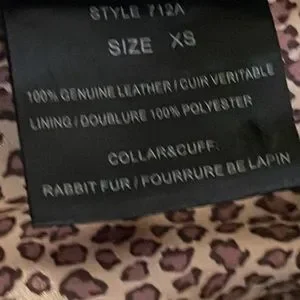 STYLE 712A
SIZE XS
100% GENUINE LEATHER / CUIR VERITABLE
LINING / DOUBLURE 100% POLYESTER
COLLAR&CUFF:
RABBIT FUR / FOURRURE DE LAPIN